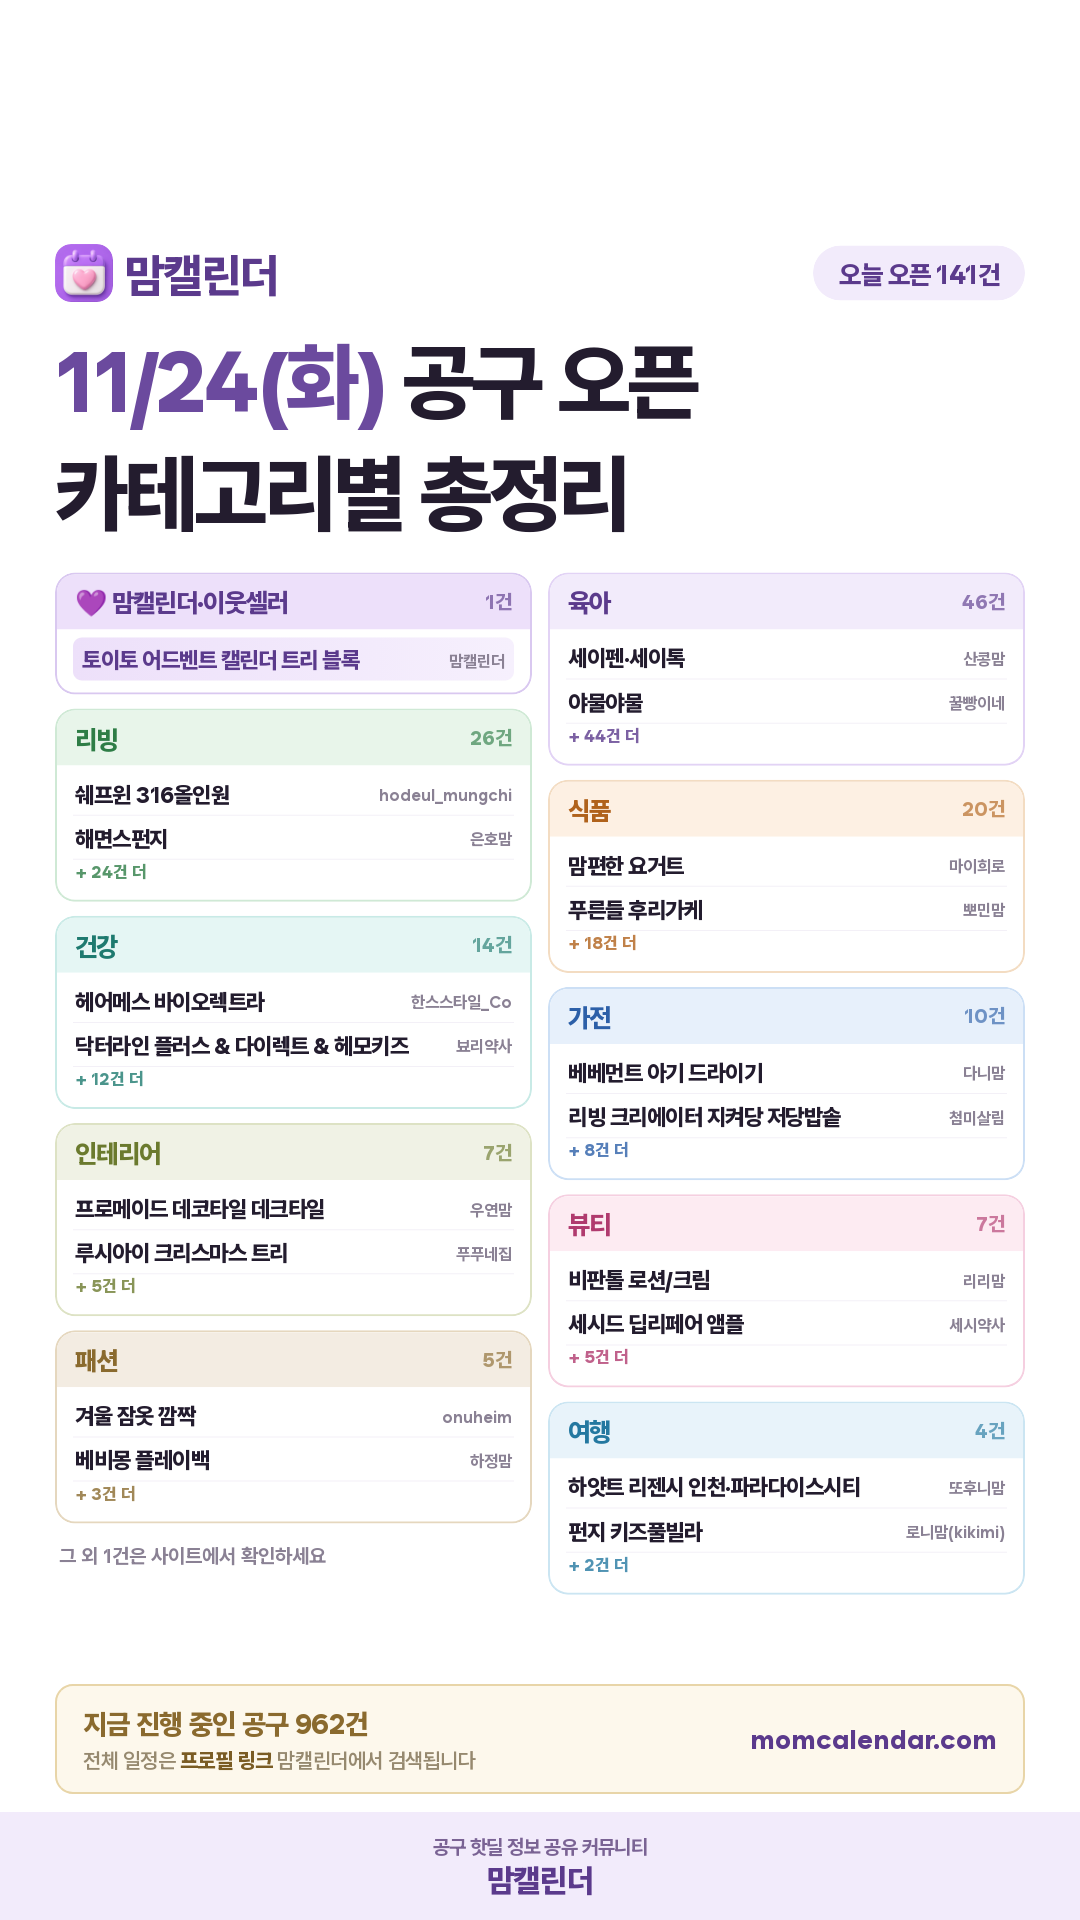 맘캘린더
오늘 오픈 141건
11/24(화) 공구 오픈
카테고리별 총정리
💜 맘캘린더·이웃셀러 1건
토이토 어드벤트 캘린더 트리 블록 맘캘린더
리빙 26건
쉐프윈 316올인원 hodeul_mungchi
해면스펀지 은호맘
+ 24건 더
건강 14건
헤어메스 바이오렉트라 한스스타일_Co
닥터라인 플러스 & 다이렉트 & 헤모키즈 뵤리약사
+ 12건 더
인테리어 7건
프로메이드 데코타일 데크타일 우연맘
루시아이 크리스마스 트리 푸푸네집
+ 5건 더
패션 5건
겨울 잠옷 깜짝 onuheim
베비몽 플레이백 하정맘
+ 3건 더
그 외 1건은 사이트에서 확인하세요
육아 46건
세이펜·세이톡 산콩맘
야물야물 꿀빵이네
+ 44건 더
식품 20건
맘편한 요거트 마이희로
푸른들 후리가케 뽀민맘
+ 18건 더
가전 10건
베베먼트 아기 드라이기 다니맘
리빙 크리에이터 지켜당 저당밥솥 첨미살림
+ 8건 더
뷰티 7건
비판톨 로션/크림 리리맘
세시드 딥리페어 앰플 세시약사
+ 5건 더
여행 4건
하얏트 리젠시 인천·파라다이스시티 또후니맘
펀지 키즈풀빌라 로니맘(kikimi)
+ 2건 더
지금 진행 중인 공구 962건
전체 일정은 프로필 링크 맘캘린더에서 검색됩니다
momcalendar.com
공구 핫딜 정보 공유 커뮤니티
맘캘린더